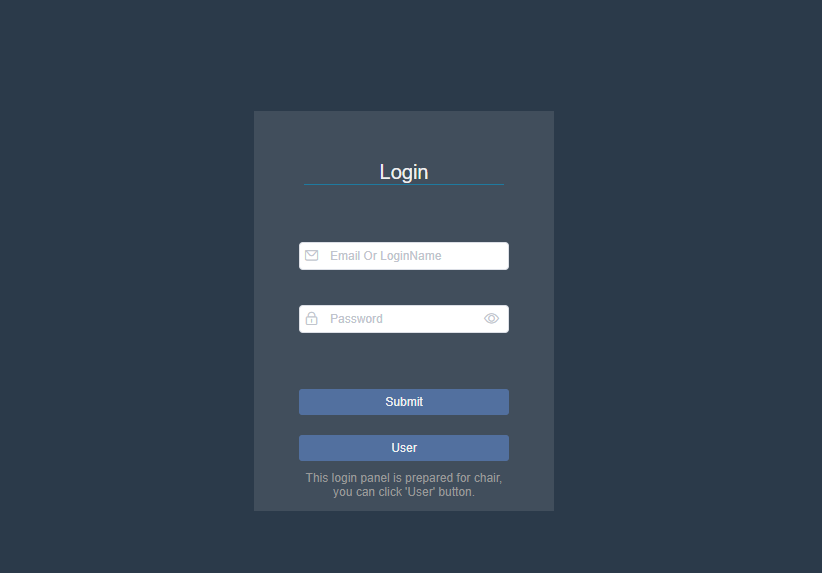 Login
Email Or LoginName
Password
Submit
User
This login panel is prepared for chair,
you can click 'User' button.